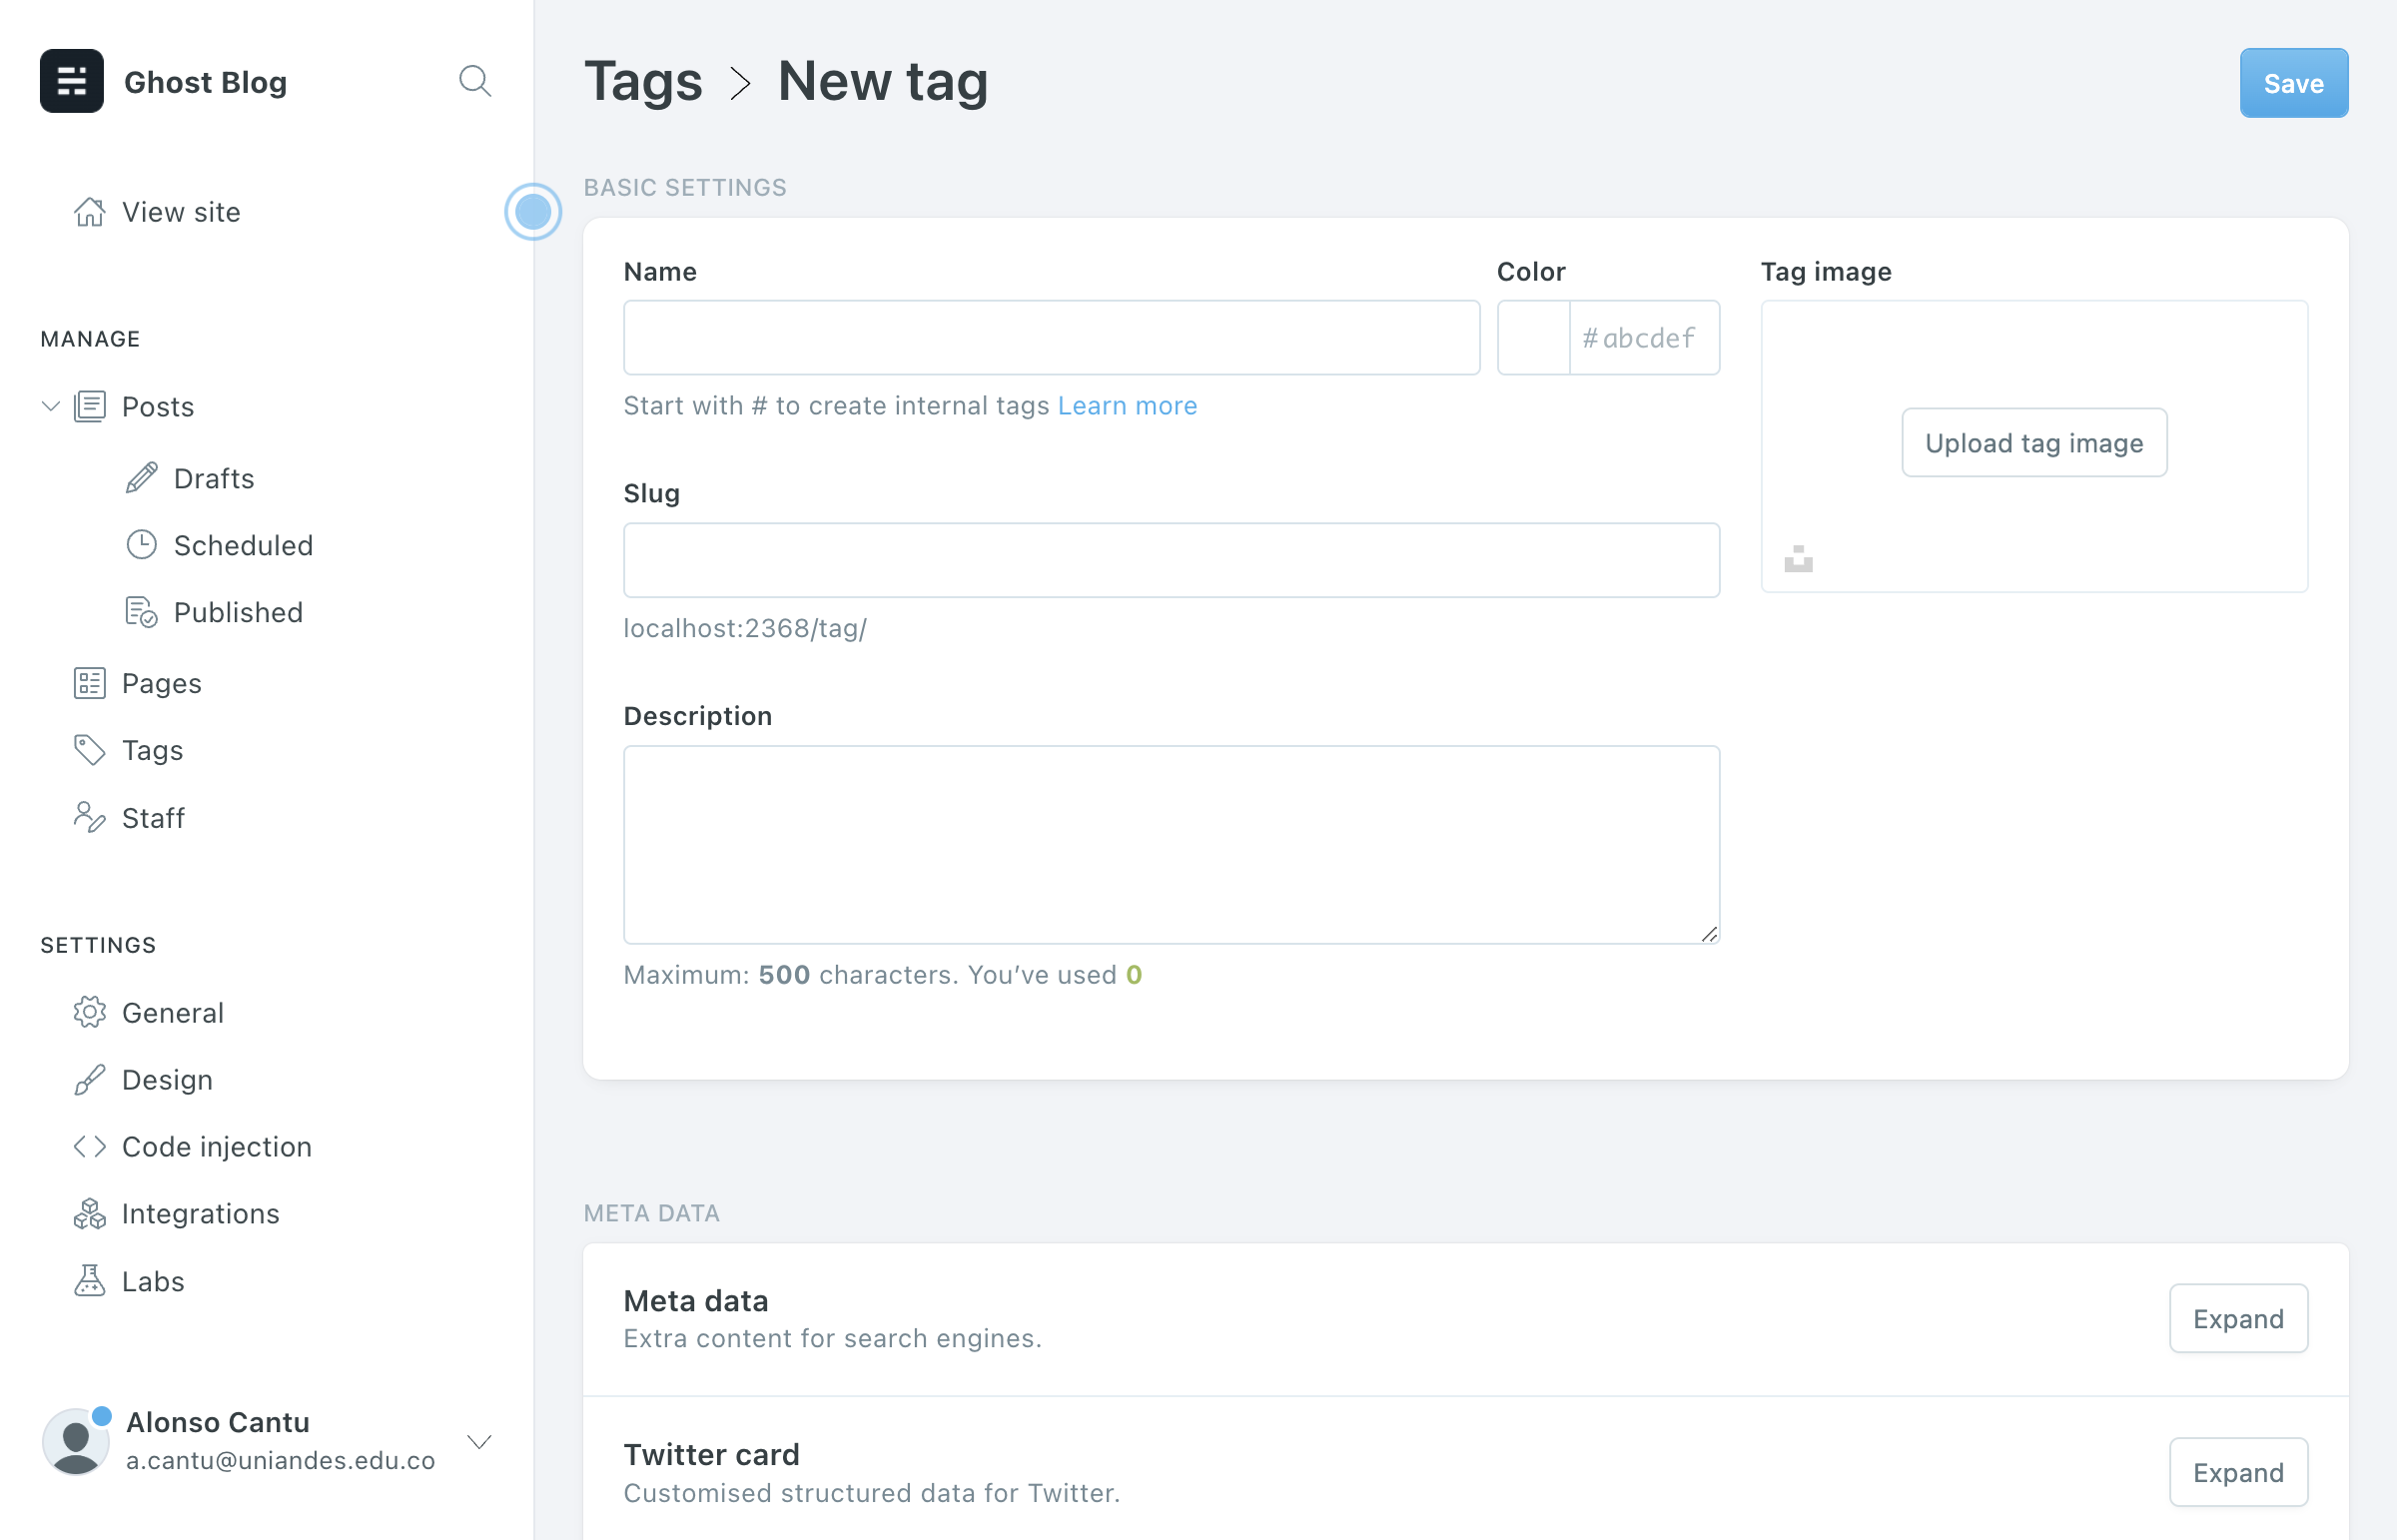 Ghost Blog
View site
MANAGE
Posts
Drafts
Scheduled
Published
Pages
Tags
Staff
SETTINGS
General
Design
Code injection
Integrations
Labs
Alonso Cantu
a.cantu@uniandes.edu.co
Tags > New tag
Save
BASIC SETTINGS
Name
Start with # to create internal tags Learn more
Color
#abcdef
Slug
localhost:2368/tag/
Description
Maximum: 500 characters. You’ve used 0
Tag image
Upload tag image
META DATA
Meta data
Extra content for search engines.
Expand
Twitter card
Customised structured data for Twitter.
Expand